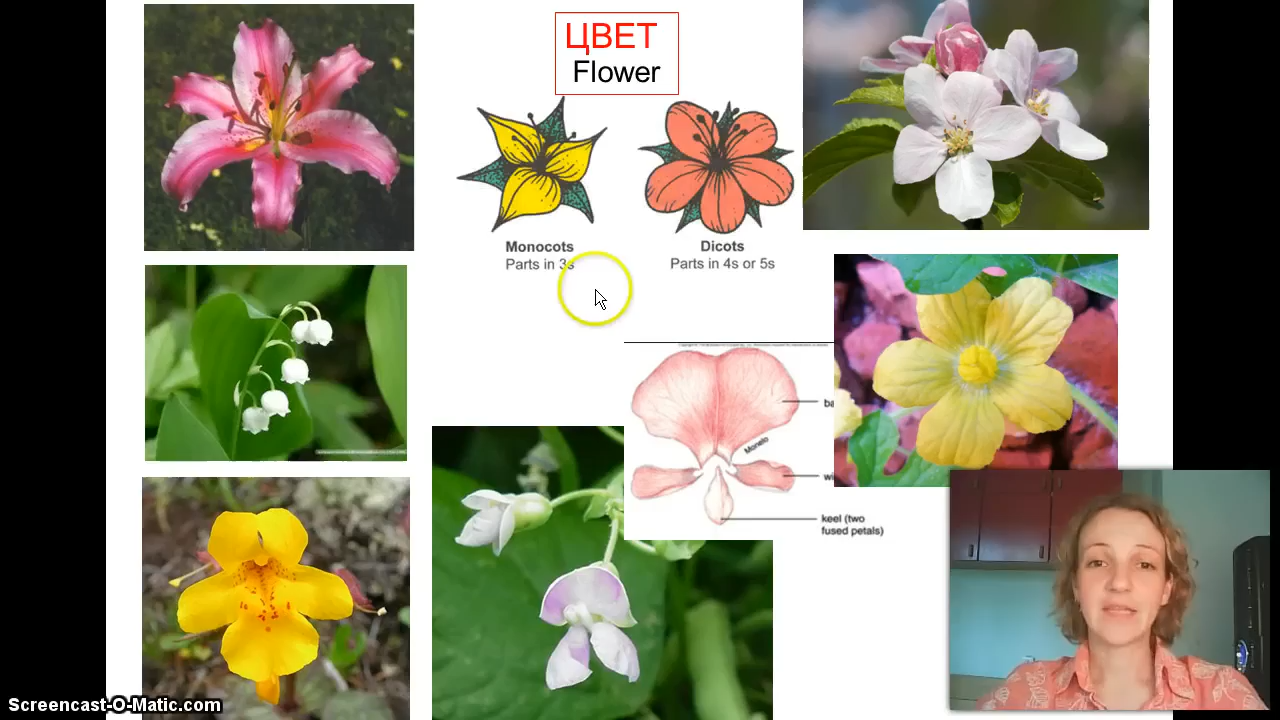 ЦВЕТ
Flower
Monocots
Parts in 3s
Dicots
Parts in 4s or 5s
Monelo
keel (two
fused petals)
Screencast-O-Matic.com